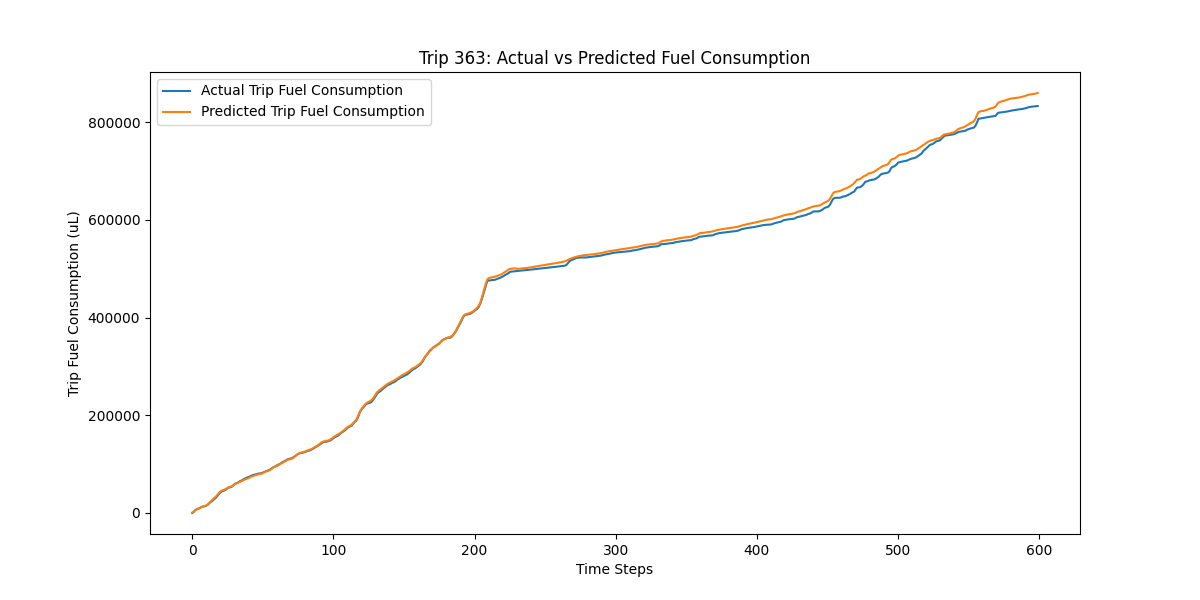 Trip 363: Actual vs Predicted Fuel Consumption
Actual Trip Fuel Consumption
Predicted Trip Fuel Consumption
Trip Fuel Consumption (uL)
800000
600000
400000
200000
0
0 100 200 300 400 500 600
Time Steps